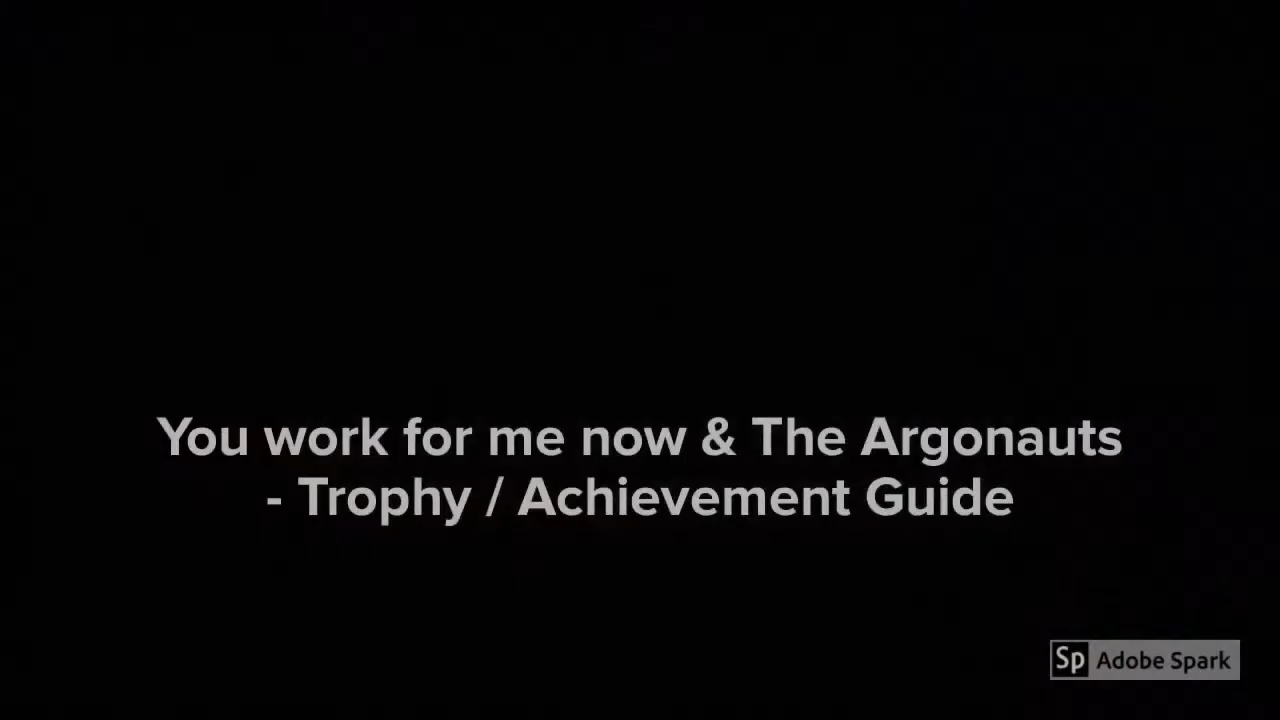 You work for me now & The Argonauts
- Trophy / Achievement Guide
Sp Adobe Spark